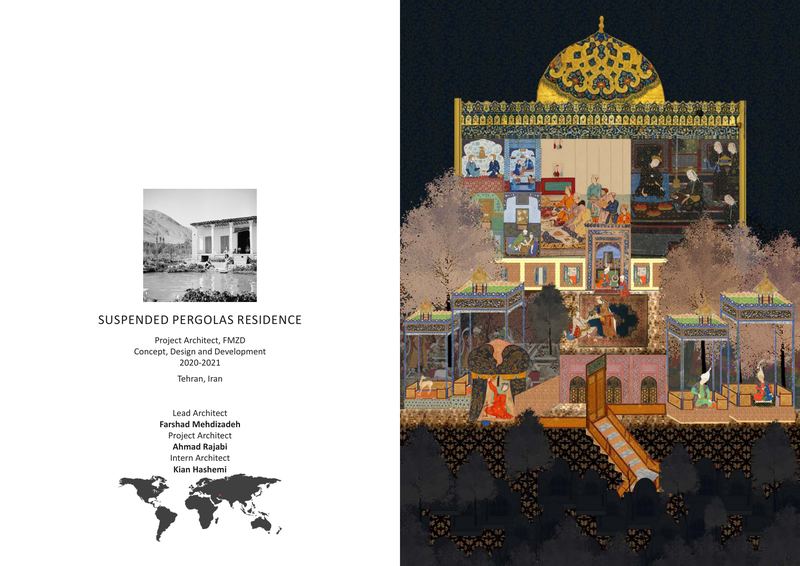 SUSPENDED PERGOLAS RESIDENCE
Project Architect, FMZD
Concept, Design and Development
2020-2021
Tehran, Iran
Lead Architect
Farshad Mehdizadeh
Project Architect
Ahmad Rajabi
Intern Architect
Kian Hashemi